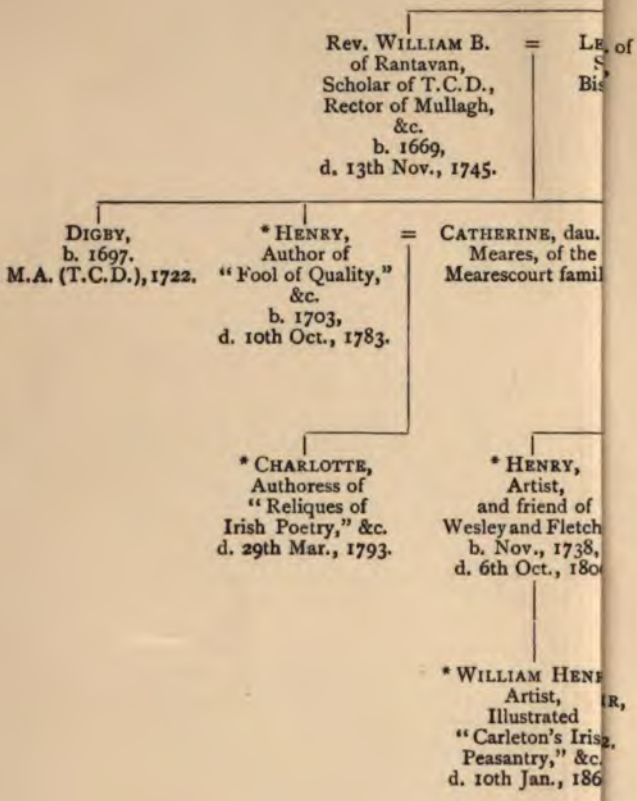 Rev. WILLIAM B.
of Rantavan,
Scholar of T.C.D.,
Rector of Mullagh,
&c.
b. 1669,
d. 13th Nov., 1745.
=
of
DIGBY,
b. 1697.
M.A. (T.C.D.), 1722.
* HENRY,
Author of
"Fool of Quality,"
&c.
b. 1703,
d. 10th Oct., 1783.
=
CATHERINE, dau.
Meares, of the
Mearescourt
* CHARLOTTE,
Authoress of
"Reliques of
Irish Poetry," &c.
d. 29th Mar., 1793.
* HENRY,
Artist,
and friend of
Wesley and
b. Nov., 1738,
d. 6th Oct.,
* WILLIAM
Artist,
Illustrated
"Carleton's
Peasantry," &c.
d. 10th Jan.,